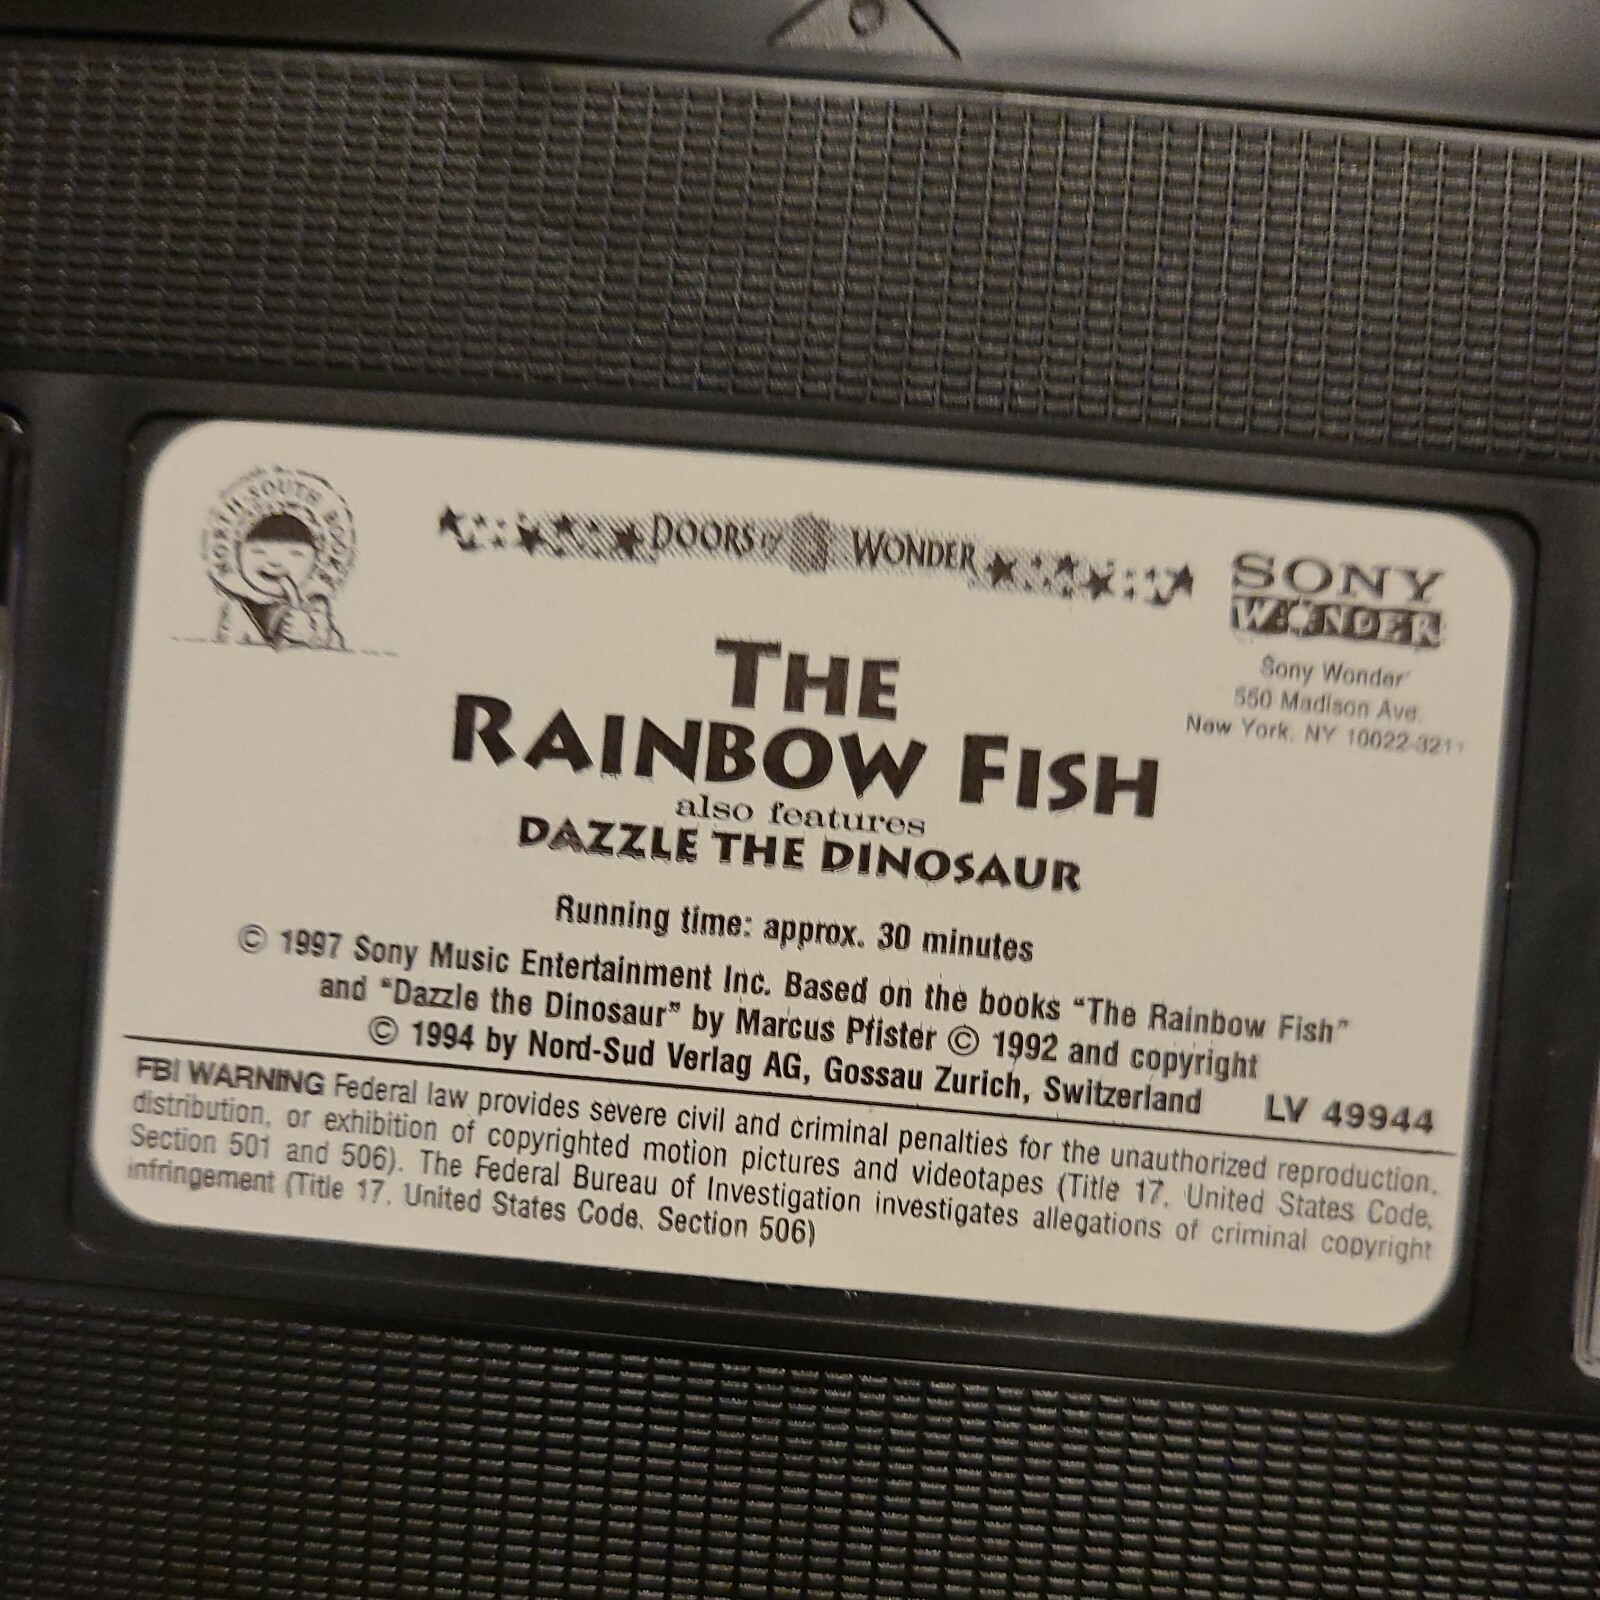 NORTH-SOUTH BOOKS
DOORS of WONDER
SONY
WONDER
Sony Wonder
550 Madison Ave.
New York, NY 10022-3211
THE
RAINBOW FISH
also features
DAZZLE THE DINOSAUR
Running time: approx. 30 minutes
© 1997 Sony Music Entertainment Inc. Based on the books “The Rainbow Fish”
and “Dazzle the Dinosaur” by Marcus Pfister © 1992 and copyright
© 1994 by Nord-Sud Verlag AG, Gossau Zurich, Switzerland
LV 49944
FBI WARNING Federal law provides severe civil and criminal penalties for the unauthorized reproduction,
distribution, or exhibition of copyrighted motion pictures and videotapes (Title 17, United States Code,
Section 501 and 506). The Federal Bureau of Investigation investigates allegations of criminal copyright
infringement (Title 17, United States Code, Section 506)